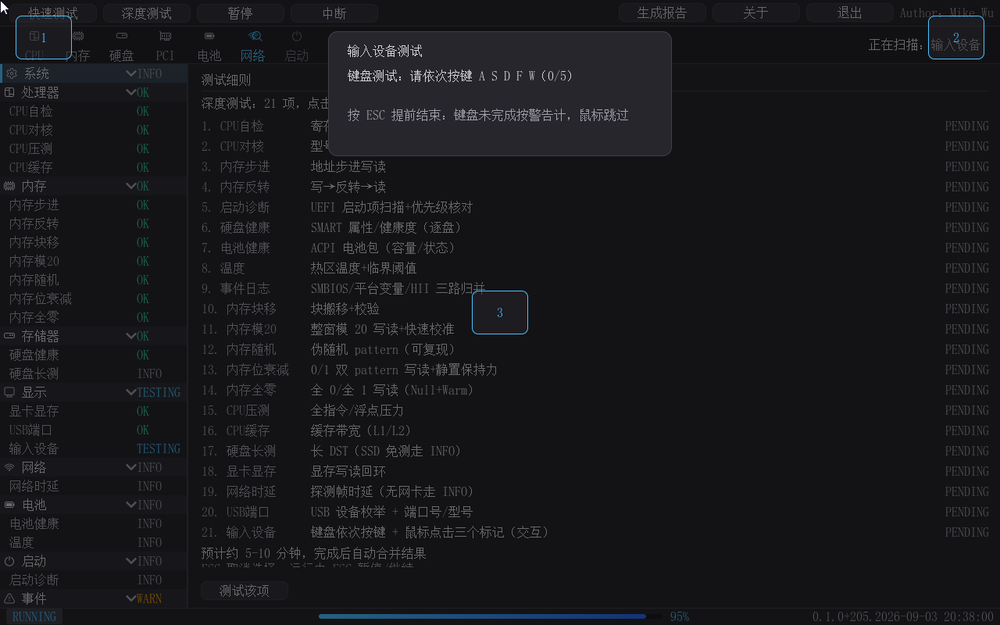 快速测试 深度测试 暂停 中断 生成报告 关于 退出 Author: Mike Wu
CPU 内存 硬盘 PCI 电池 网络 启动
1
正在扫描: 输入设备
2
输入设备测试
键盘测试: 请依次按键 A S D F W (0/5)
按 ESC 提前结束: 键盘未完成按警告计, 鼠标跳过
系统 INFO
处理器 OK
CPU自检 OK
CPU对核 OK
CPU压测 OK
CPU缓存 OK
内存 OK
内存步进 OK
内存反转 OK
内存块移 OK
内存模20 OK
内存随机 OK
内存位衰减 OK
内存全零 OK
存储器 OK
硬盘健康 OK
硬盘长测 INFO
显示 TESTING
显卡显存 OK
USB端口 OK
输入设备 TESTING
网络 INFO
网络时延 INFO
电池 INFO
电池健康 INFO
温度 INFO
启动 INFO
启动诊断 INFO
事件 WARN
测试细则
深度测试: 21 项, 点击
1. CPU自检 寄存 PENDING
2. CPU对核 型号 PENDING
3. 内存步进 地址步进写读 PENDING
4. 内存反转 写→反转→读 PENDING
5. 启动诊断 UEFI 启动项扫描+优先级核对 PENDING
6. 硬盘健康 SMART 属性/健康度 (逐盘) PENDING
7. 电池健康 ACPI 电池包 (容量/状态) PENDING
8. 温度 热区温度+临界阈值 PENDING
9. 事件日志 SMBIOS/平台变量/HII 三路归并 PENDING
10. 内存块移 块搬移+校验 PENDING
3
11. 内存模20 整窗模 20 写读+快速校准 PENDING
12. 内存随机 伪随机 pattern (可复现) PENDING
13. 内存位衰减 0/1 双 pattern 写读+静置保持力 PENDING
14. 内存全零 全 0/全 1 写读 (Null+Warm) PENDING
15. CPU压测 全指令/浮点压力 PENDING
16. CPU缓存 缓存带宽 (L1/L2) PENDING
17. 硬盘长测 长 DST (SSD 免测走 INFO) PENDING
18. 显卡显存 显存写读回环 PENDING
19. 网络时延 探测帧时延 (无网卡走 INFO) PENDING
20. USB端口 USB 设备枚举 + 端口号/型号 PENDING
21. 输入设备 键盘依次按键 + 鼠标点击三个标记 (交互) PENDING
预计约 5-10 分钟, 完成后自动合并结果
测试该项
RUNNING 95% 0.1.0+205.2026-09-03 20:38:00